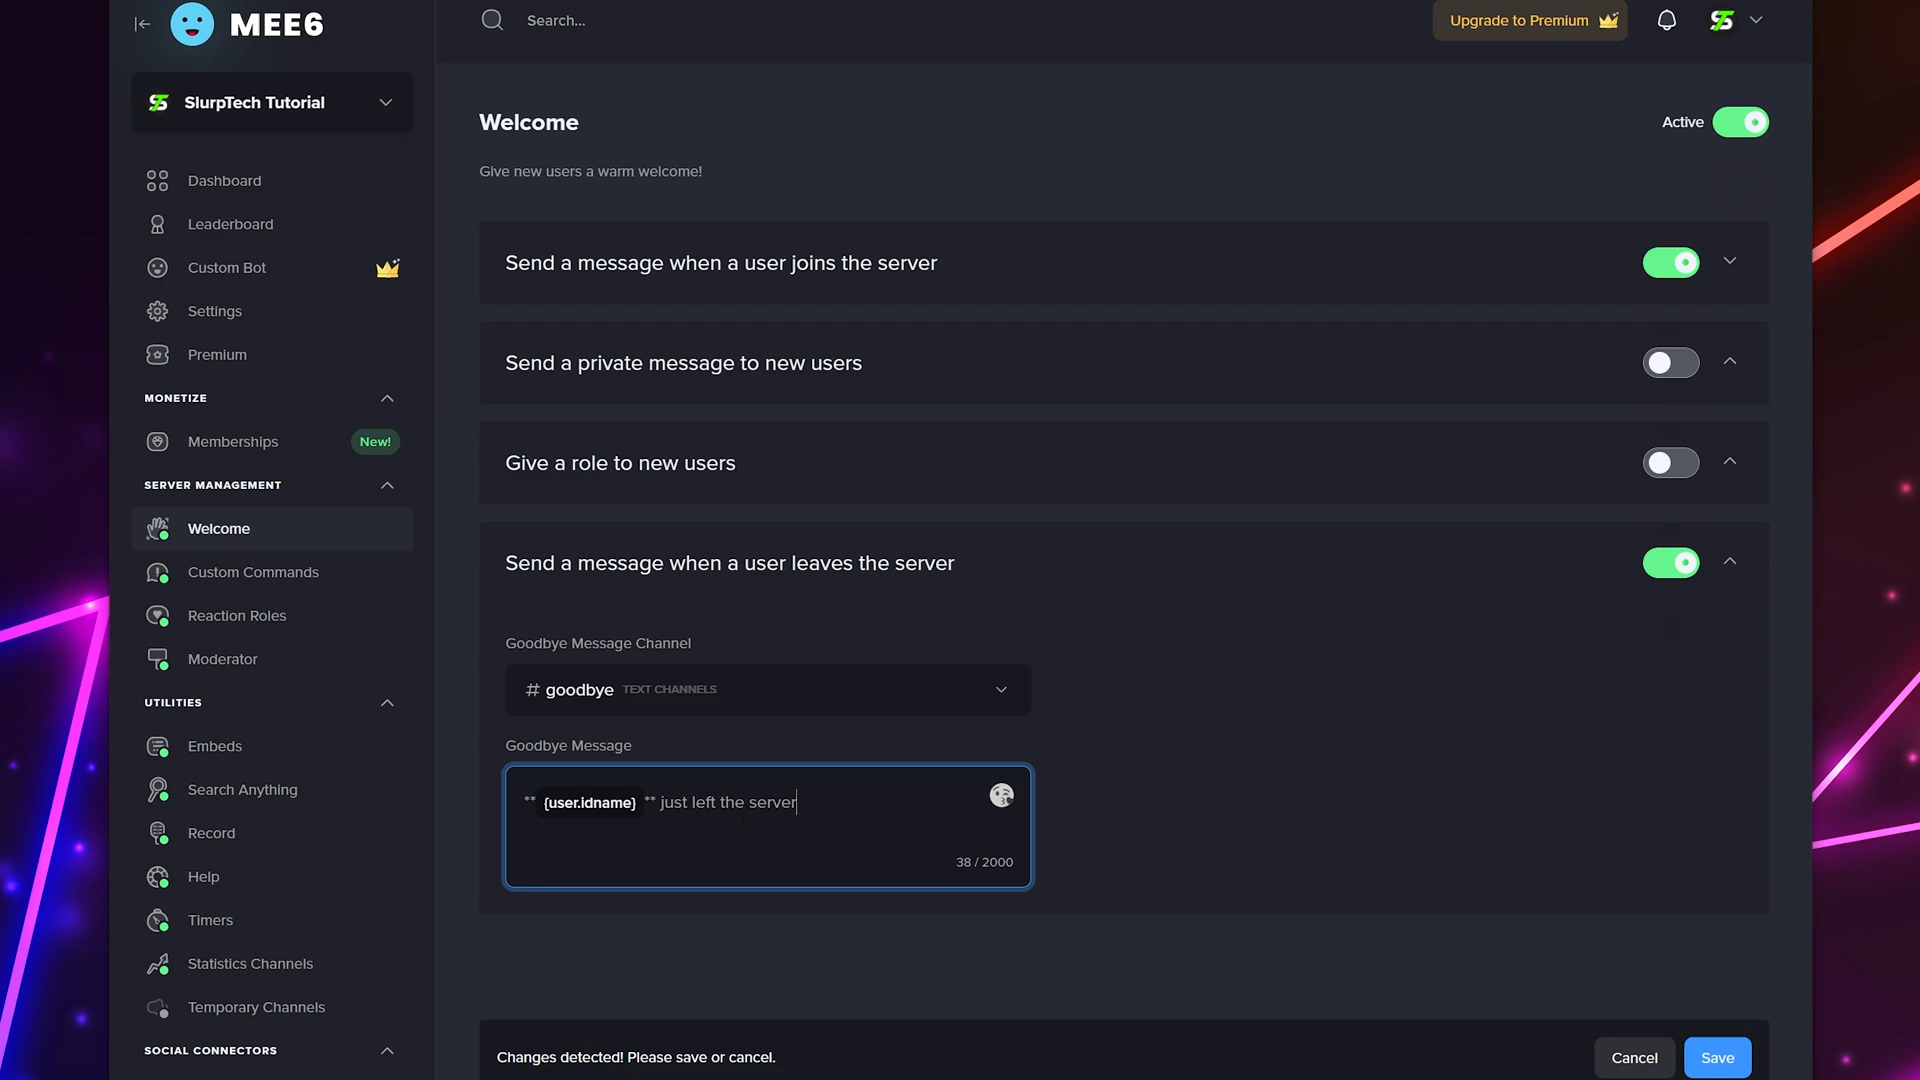 MEE6
Search...
Upgrade to Premium
SlurpTech Tutorial
Dashboard
Leaderboard
Custom Bot
Settings
Premium
MONETIZE
Memberships New!
SERVER MANAGEMENT
Welcome
Custom Commands
Reaction Roles
Moderator
UTILITIES
Embeds
Search Anything
Record
Help
Timers
Statistics Channels
Temporary Channels
SOCIAL CONNECTORS
Welcome
Active
Give new users a warm welcome!
Send a message when a user joins the server
Send a private message to new users
Give a role to new users
Send a message when a user leaves the server
Goodbye Message Channel
# goodbye TEXT CHANNELS
Goodbye Message
** {user.idname} ** just left the server
38 / 2000
Changes detected! Please save or cancel.
Cancel
Save